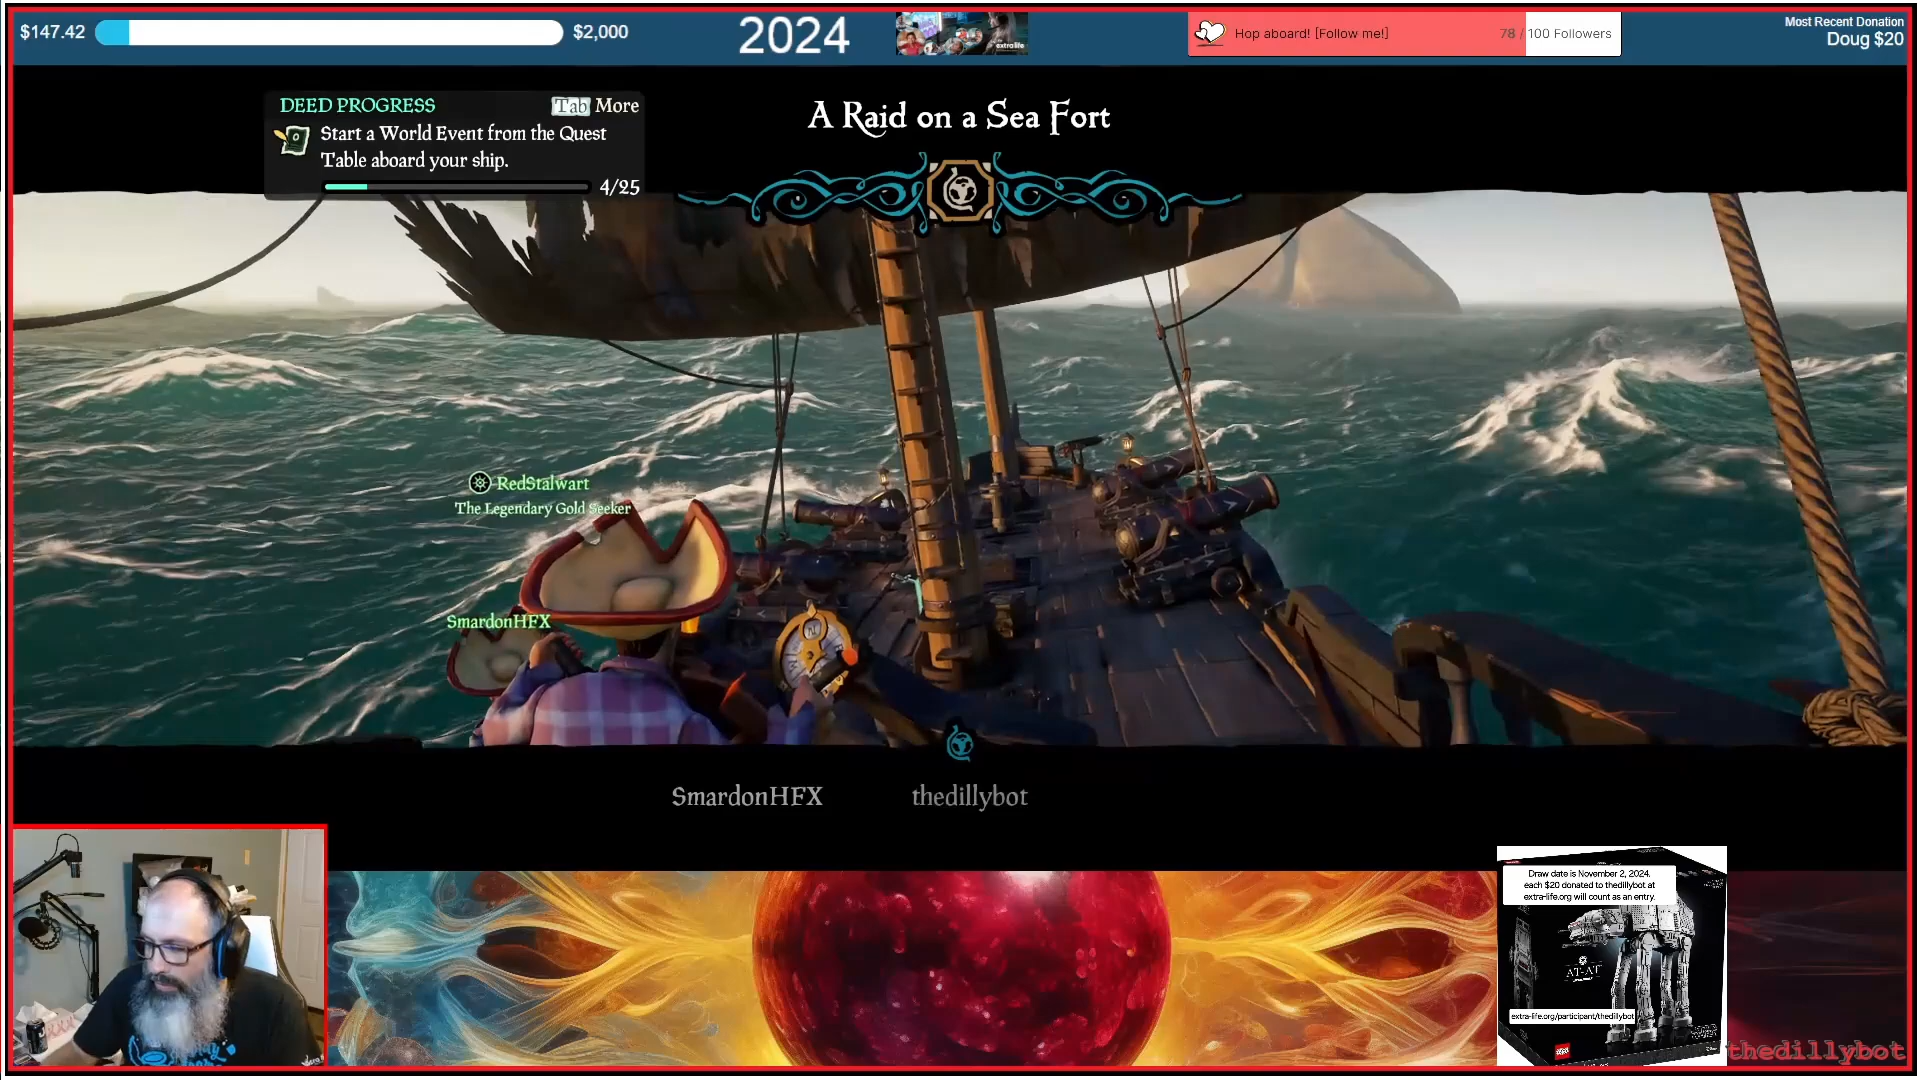 $147.42
$2,000
2024
extralife
Hop aboard! [Follow me!]
78 / 100 Followers
Most Recent Donation
Doug $20
DEED PROGRESS
Tab More
Start a World Event from the Quest
Table aboard your ship.
4/25
A Raid on a Sea Fort
RedStalwart
The Legendary Gold Seeker
SmardonHFX
SmardonHFX
thedillybot
Draw date is November 2, 2024.
each $20 donated to thedillybot at
extra-life.org will count as an entry.
AT-AT
extra-life.org/participant/thedillybot
LEGO
thedillybot